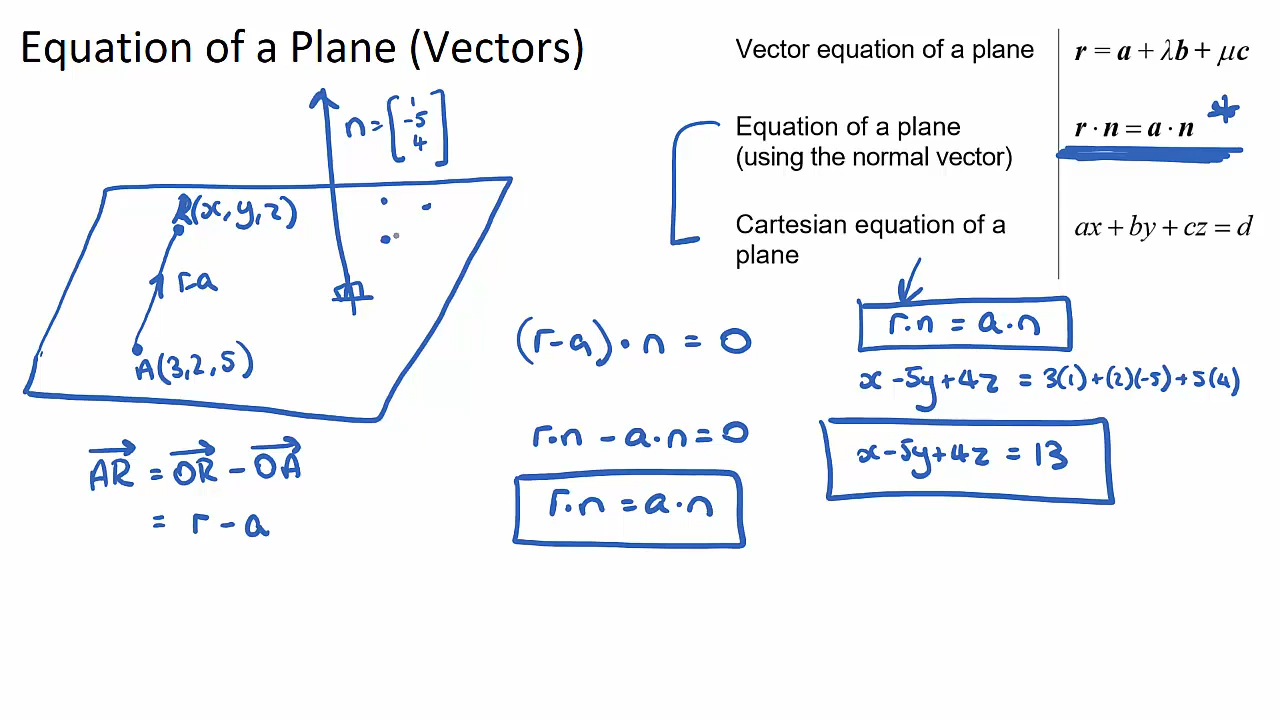 Equation of a Plane (Vectors)
Vector equation of a plane
r = a + λb + μc
n = [1 -5 4]
Equation of a plane
(using the normal vector)
r · n = a · n *
R(x, y, z)
Cartesian equation of a
plane
ax + by + cz = d
r-a
A(3,2,5)
(r-a) · n = 0
r·n - a·n = 0
r·n = a·n
r·n = a·n
x - 5y + 4z = 3(1)+(2)(-5)+5(4)
x - 5y + 4z = 13
AR = OR - OA
= r - a